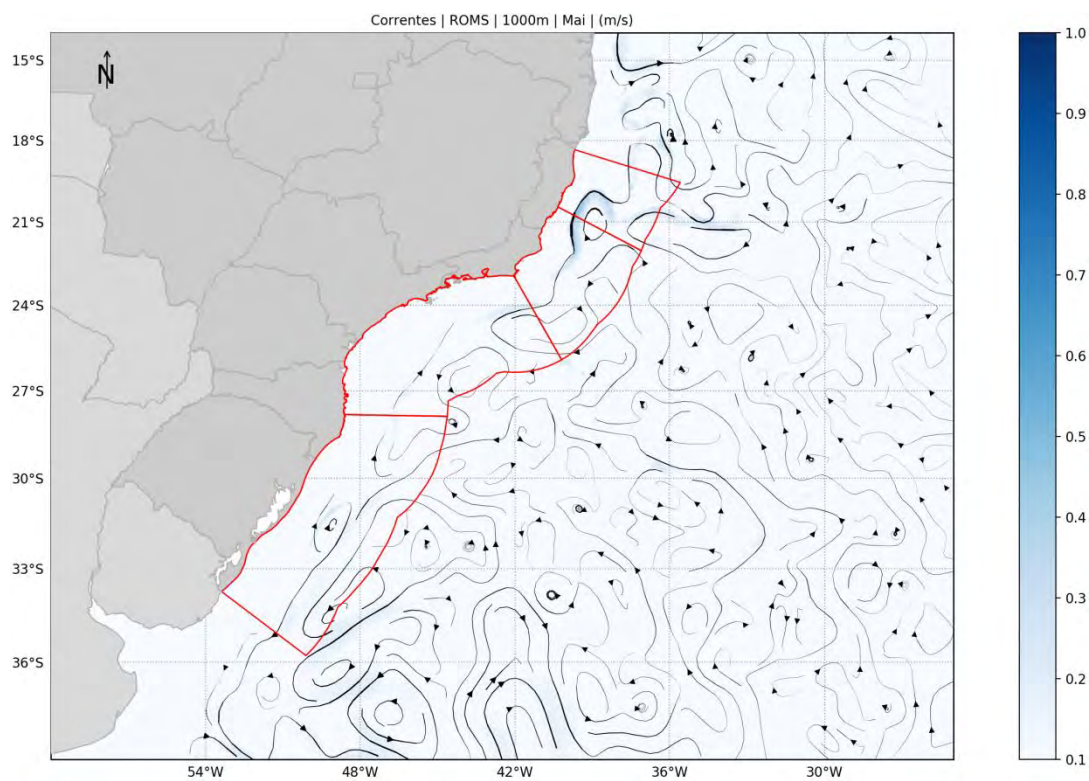 Correntes | ROMS | 1000m | Mai | (m/s)
N
15°S
18°S
21°S
24°S
27°S
30°S
33°S
36°S
54°W
48°W
42°W
36°W
30°W
1.0
0.9
0.8
0.7
0.6
0.5
0.4
0.3
0.2
0.1